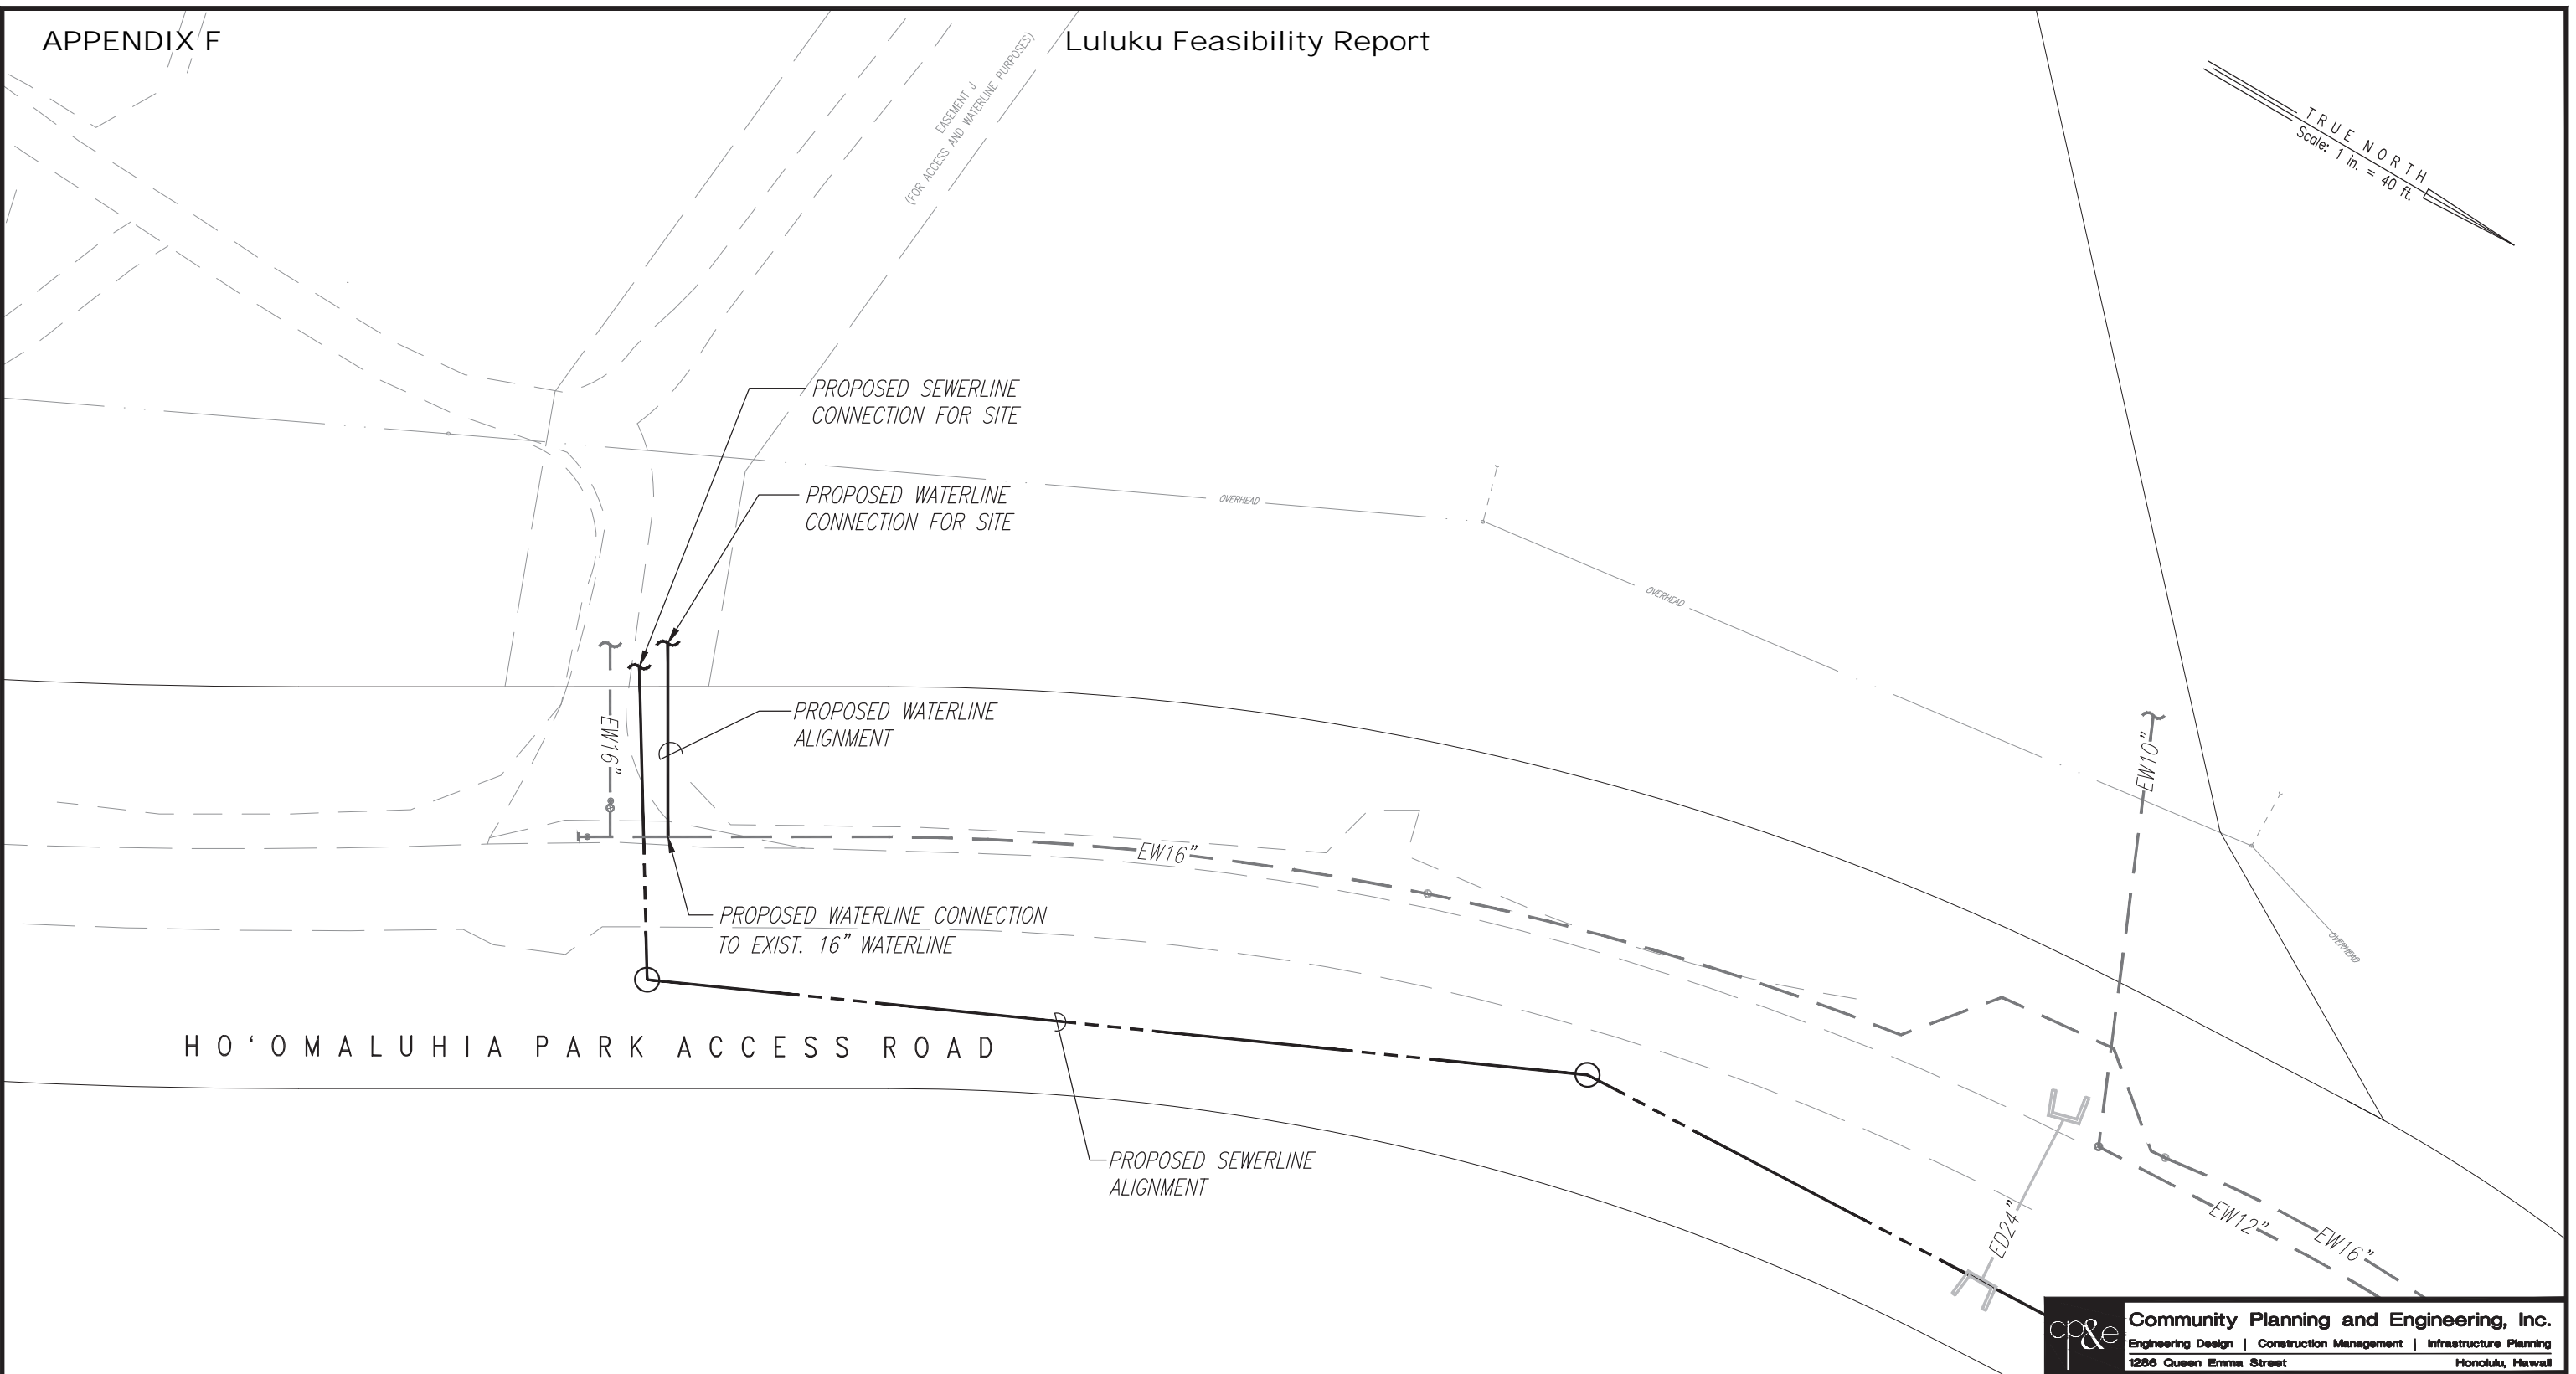 APPENDIX F
Luluku Feasibility Report
EASEMENT J
(FOR ACCESS AND WATERLINE PURPOSES)
TRUE NORTH
Scale: 1 in. = 40 ft.
PROPOSED SEWERLINE
CONNECTION FOR SITE
PROPOSED WATERLINE
CONNECTION FOR SITE
OVERHEAD
OVERHEAD
EW16"
PROPOSED WATERLINE
ALIGNMENT
EW10"
EW16"
PROPOSED WATERLINE CONNECTION
TO EXIST. 16" WATERLINE
OVERHEAD
HO'OMALUHIA PARK ACCESS ROAD
PROPOSED SEWERLINE
ALIGNMENT
ED24"
EW12"
EW16"
cp&e
Community Planning and Engineering, Inc.
Engineering Design | Construction Management | Infrastructure Planning
1286 Queen Emma Street Honolulu, Hawaii